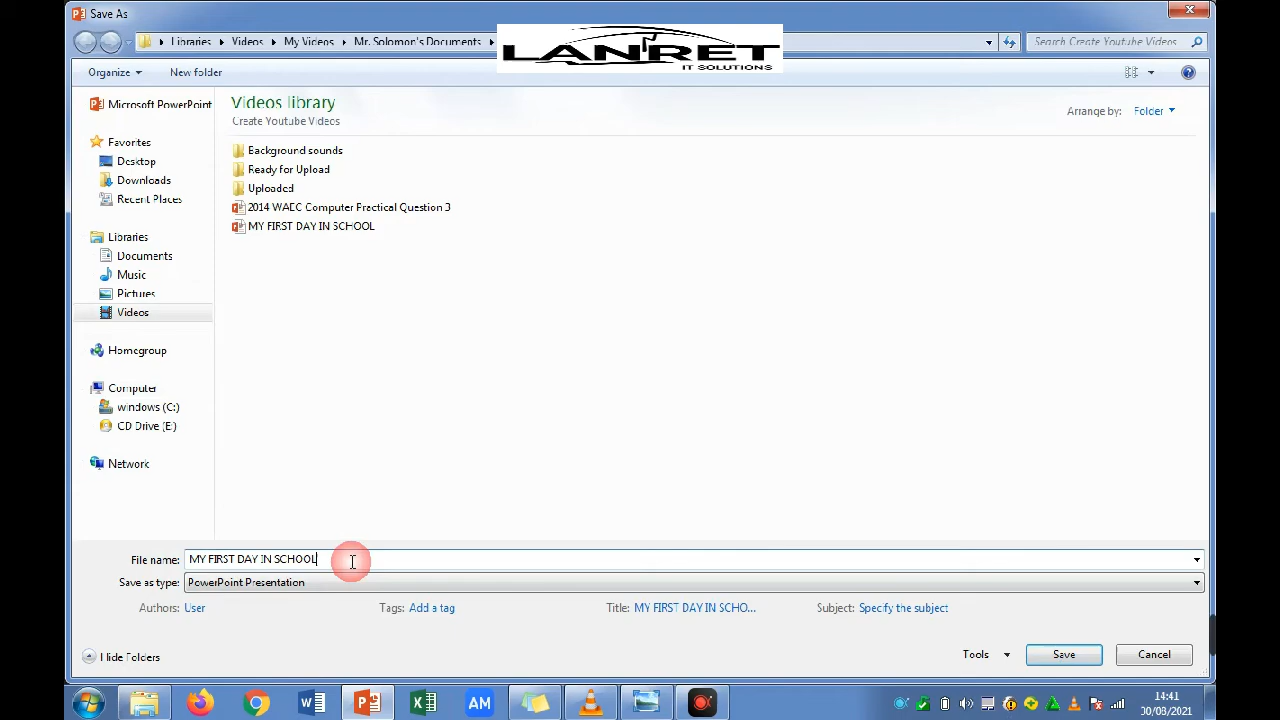 Save As
Libraries
Videos
My Videos
Mr. Solomon's Documents
Search Create Youtube Videos
LANRET
IT SOLUTIONS
Organize
New folder
Microsoft PowerPoint
Videos library
Create Youtube Videos
Arrange by:
Folder
Favorites
Desktop
Downloads
Recent Places
Libraries
Documents
Music
Pictures
Videos
Homegroup
Computer
windows (C:)
CD Drive (E:)
Network
Background sounds
Ready for Upload
Uploaded
2014 WAEC Computer Practical Question 3
MY FIRST DAY IN SCHOOL
File name: MY FIRST DAY IN SCHOOL
Save as type: PowerPoint Presentation
Authors: User
Tags: Add a tag
Title: MY FIRST DAY IN SCHO...
Subject: Specify the subject
Hide Folders
Tools
Save
Cancel
AM
14:41
30/08/2021